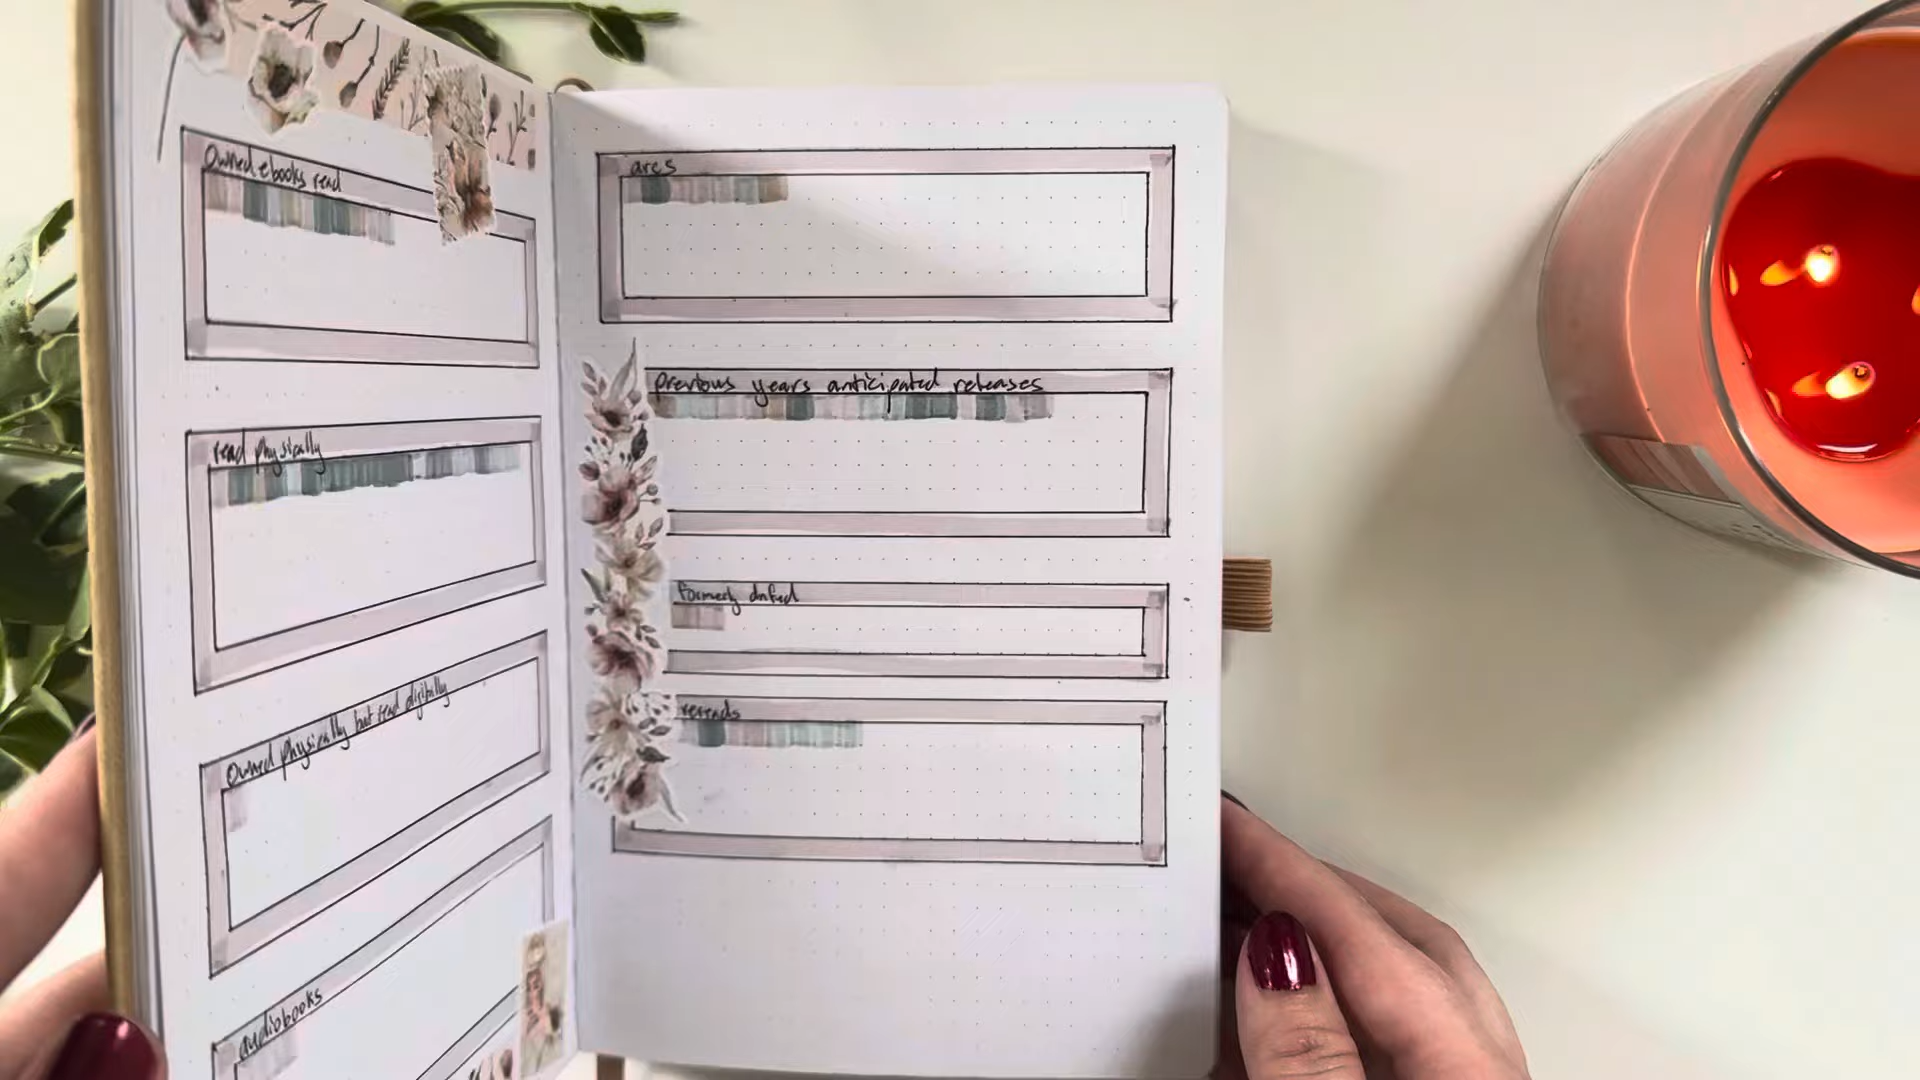 Owned ebooks read
read physically
Owned physically but read digitally
audiobooks
arcs
previous years anticipated releases
formerly dnfed
rereads